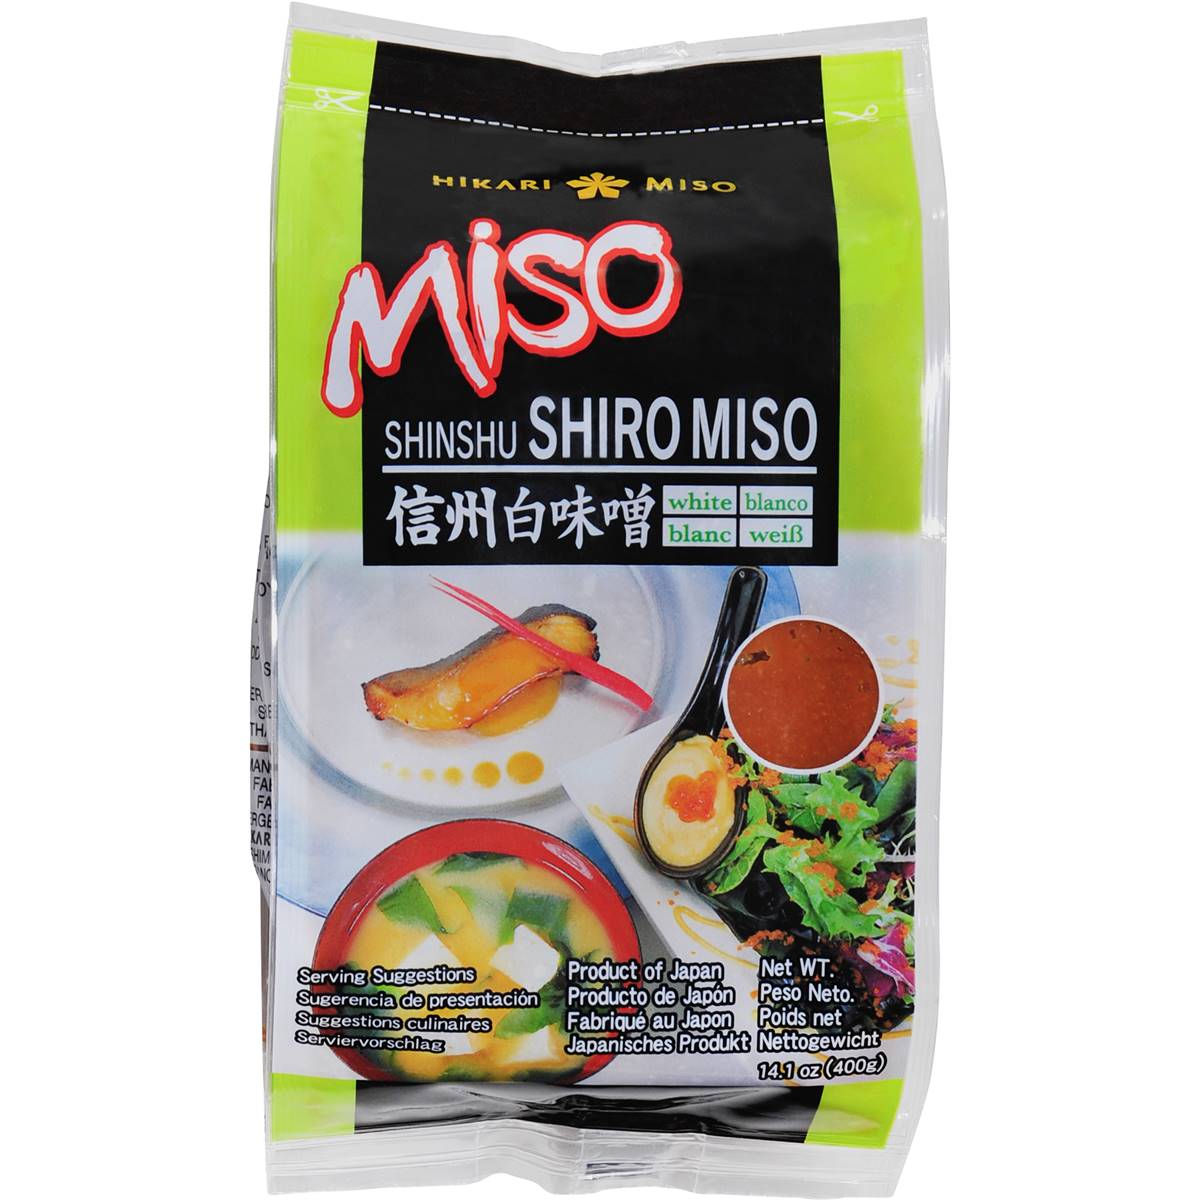 HIKARI MISO
Miso
SHINSHU SHIRO MISO
信州白味噌
white blanco
blanc weiß
Serving Suggestions
Sugerencia de presentación
Suggestions culinaires
Serviervorschlag
Product of Japan
Producto de Japón
Fabriqué au Japon
Japanisches Produkt
Net WT.
Peso Neto.
Poids net
Nettogewicht
14.1 oz (400g)